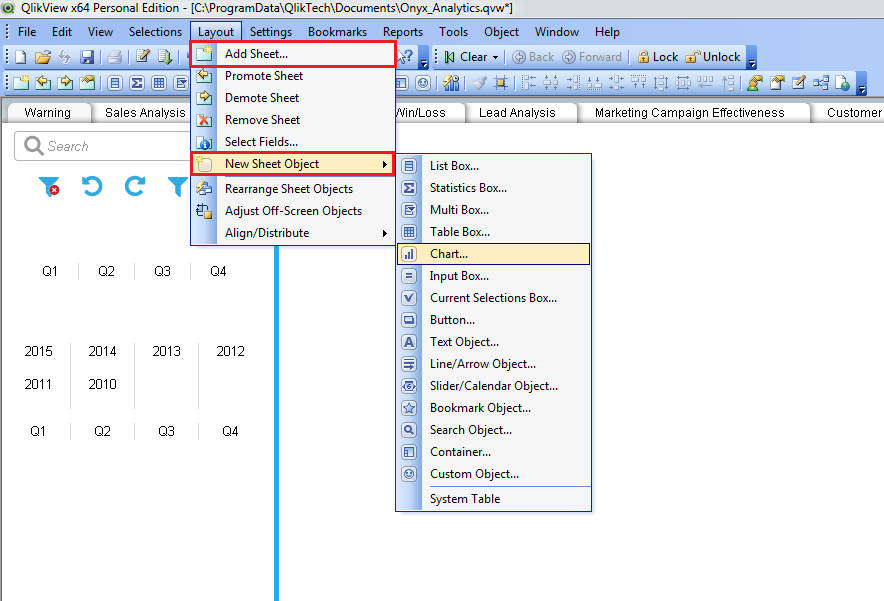 QlikView x64 Personal Edition - [C:\ProgramData\QlikTech\Documents\Onyx_Analytics.qvw*]
File Edit View Selections Layout Settings Bookmarks Reports Tools Object Window Help
Clear Back Forward Lock Unlock
Warning Sales Analysis Win/Loss Lead Analysis Marketing Campaign Effectiveness Customer
Search
Add Sheet...
Promote Sheet
Demote Sheet
Remove Sheet
Select Fields...
New Sheet Object
Rearrange Sheet Objects
Adjust Off-Screen Objects
Align/Distribute
List Box...
Statistics Box...
Multi Box...
Table Box...
Chart...
Input Box...
Current Selections Box...
Button...
Text Object...
Line/Arrow Object...
Slider/Calendar Object...
Bookmark Object...
Search Object...
Container...
Custom Object...
System Table
Q1 Q2 Q3 Q4
2015 2014 2013 2012
2011 2010
Q1 Q2 Q3 Q4